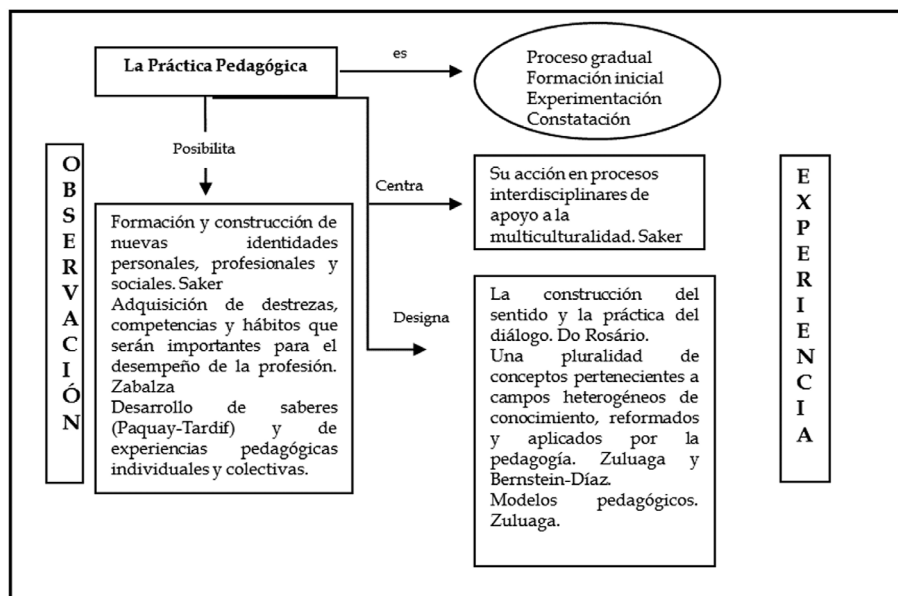 La Práctica Pedagógica
es
Proceso gradual
Formación inicial
Experimentación
Constatación
Posibilita
OBSERVACIÓN
Formación y construcción de
nuevas identidades
personales, profesionales y
sociales. Saker
Adquisición de destrezas,
competencias y hábitos que
serán importantes para el
desempeño de la profesión.
Zabalza
Desarrollo de saberes
(Paquay-Tardif) y de
experiencias pedagógicas
individuales y colectivas.
Centra
Su acción en procesos
interdisciplinares de
apoyo a la
multiculturalidad. Saker
Designa
La construcción del
sentido y la práctica del
diálogo. Do Rosário.
Una pluralidad de
conceptos pertenecientes a
campos heterogéneos de
conocimiento, reformados
y aplicados por la
pedagogía. Zuluaga y
Bernstein-Díaz.
Modelos pedagógicos.
Zuluaga.
EXPERIENCIA